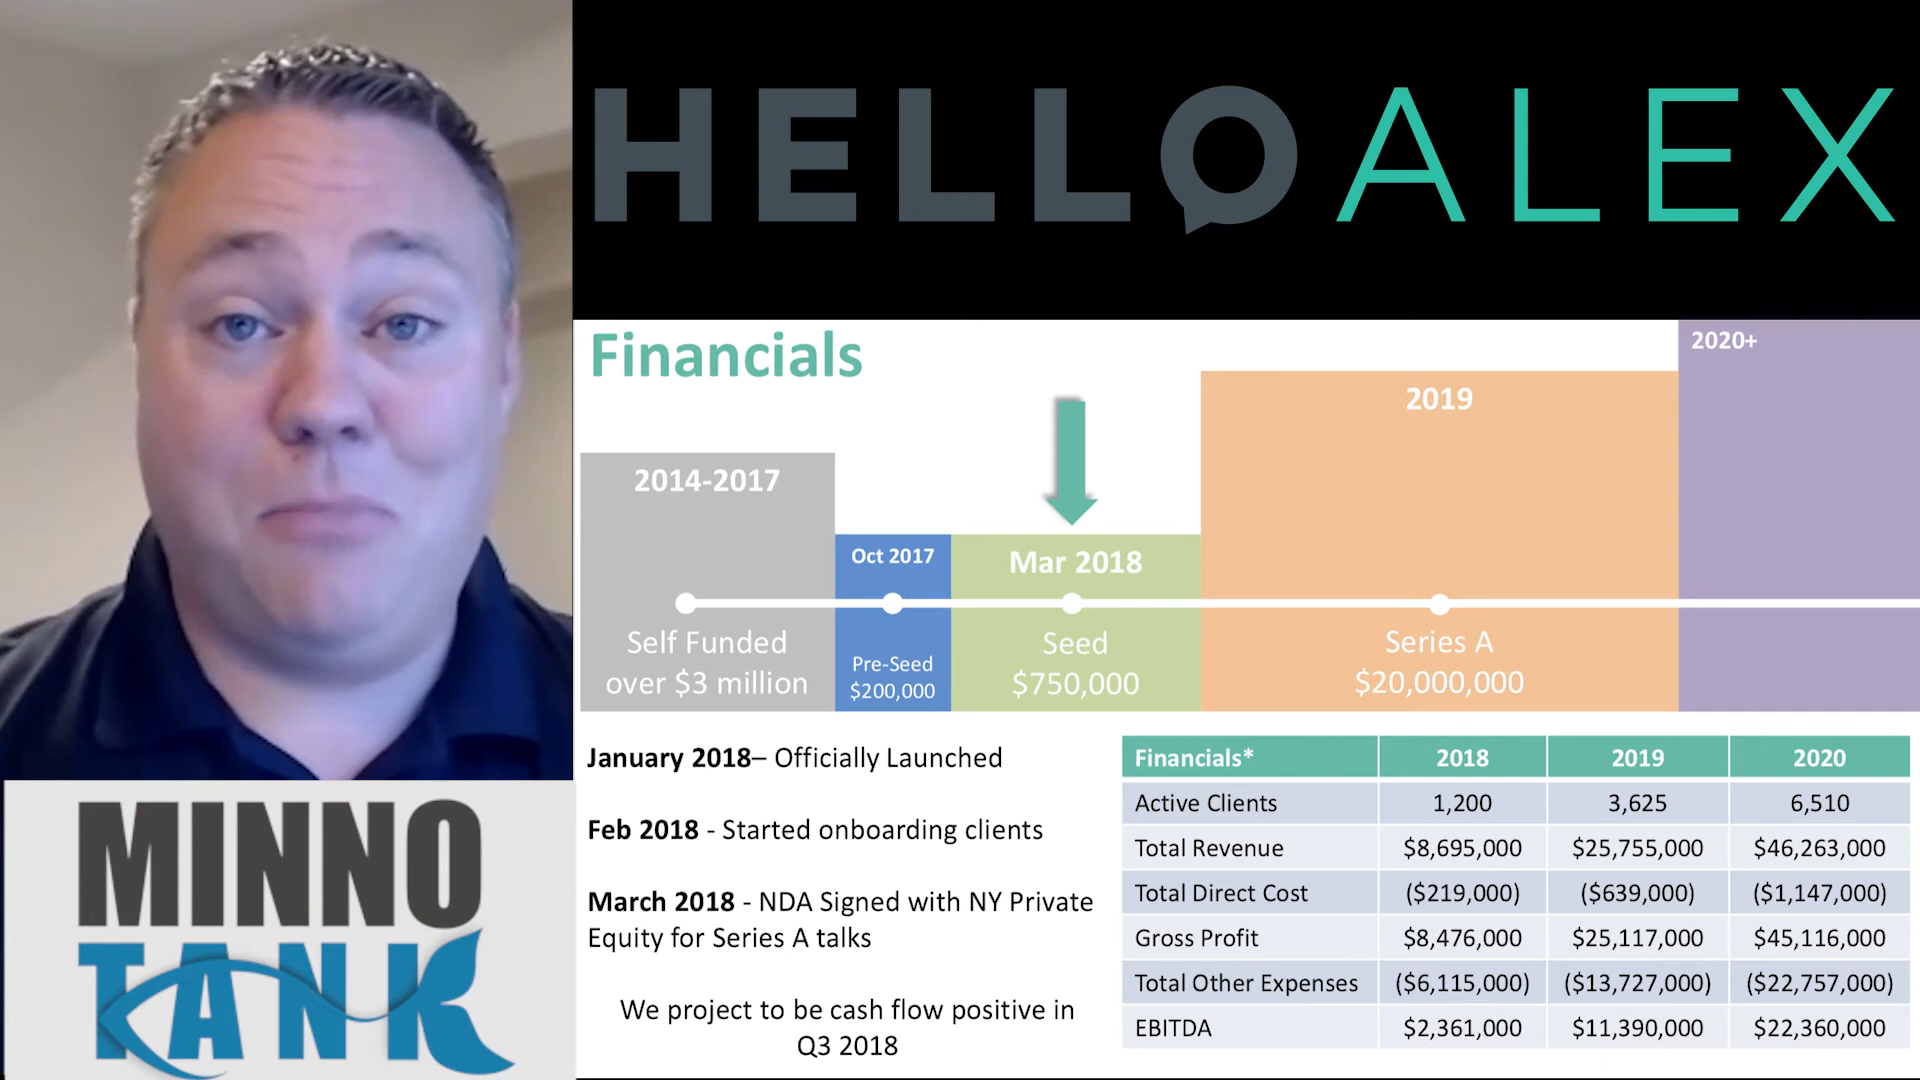 HELLOALEX
Financials
2014-2017
Oct 2017
Mar 2018
2019
2020+
Self Funded
over $3 million
Pre-Seed
$200,000
Seed
$750,000
Series A
$20,000,000
January 2018– Officially Launched
Feb 2018 - Started onboarding clients
March 2018 - NDA Signed with NY Private
Equity for Series A talks
We project to be cash flow positive in
Q3 2018
Financials* 2018 2019 2020
Active Clients 1,200 3,625 6,510
Total Revenue $8,695,000 $25,755,000 $46,263,000
Total Direct Cost ($219,000) ($639,000) ($1,147,000)
Gross Profit $8,476,000 $25,117,000 $45,116,000
Total Other Expenses ($6,115,000) ($13,727,000) ($22,757,000)
EBITDA $2,361,000 $11,390,000 $22,360,000
MINNO
TANK